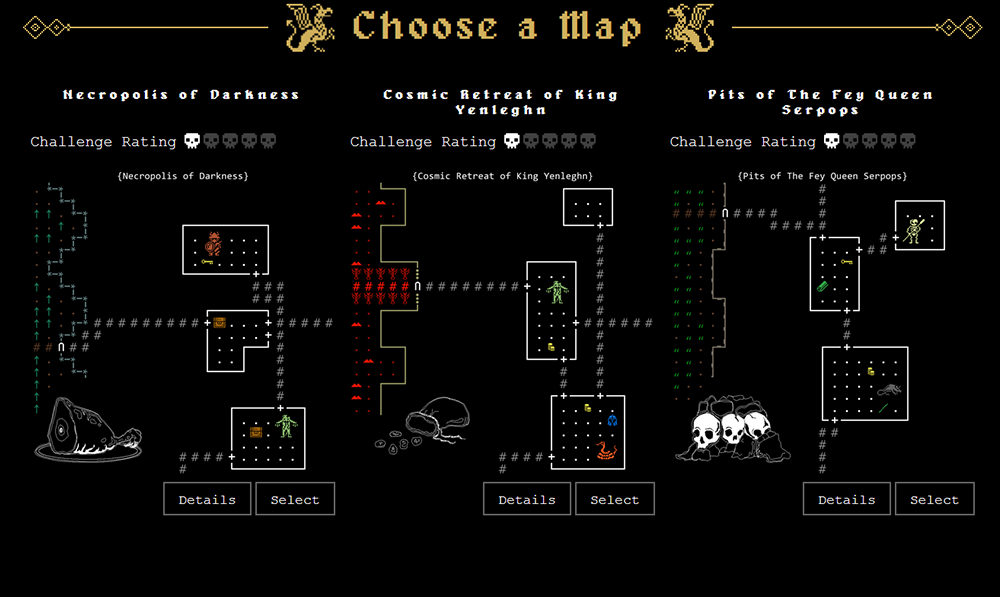 Choose a Map
Necropolis of Darkness
Challenge Rating
{Necropolis of Darkness}
Details
Select
Cosmic Retreat of King
Yenleghn
Challenge Rating
{Cosmic Retreat of King Yenleghn}
Details
Select
Pits of The Fey Queen
Serpops
Challenge Rating
{Pits of The Fey Queen Serpops}
Details
Select